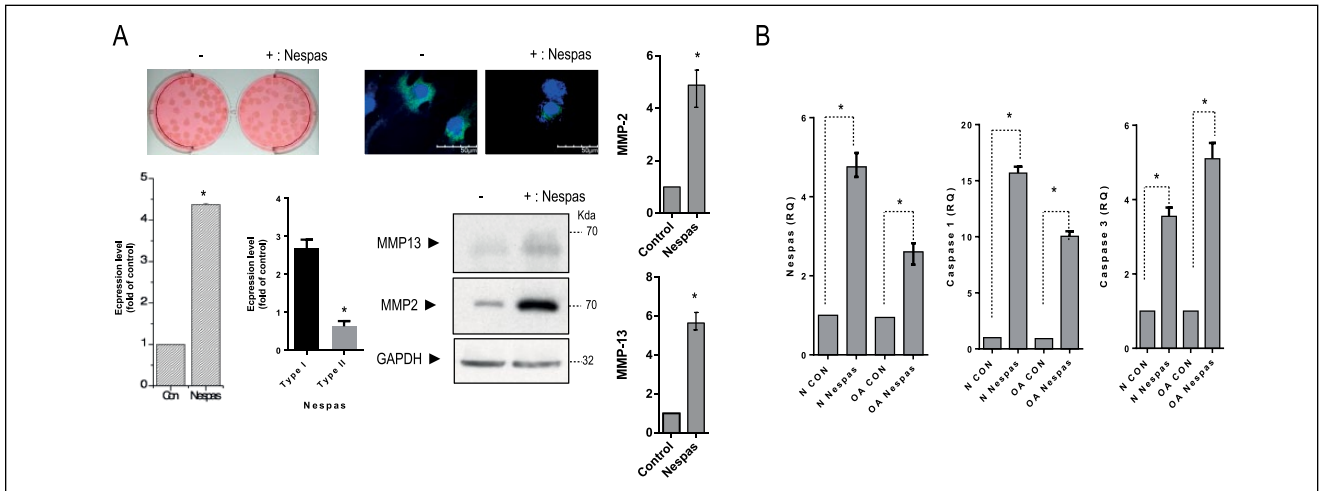 A
- + : Nespas
- + : Nespas
50µm
50µm
Ecpression level
(fold of control)
5
4
3
2
1
0
Con
Nespas
*
Ecpression level
(fold of control)
4
3
2
1
0
*
Type I
Type II
Nespas
- + : Nespas
Kda
MMP13
70
MMP2
70
GAPDH
32
MMP-2
6
4
2
0
*
Control
Nespas
MMP-13
8
6
4
2
0
*
Control
Nespas
B
Nespas (RQ)
6
4
2
0
*
*
N CON
N Nespas
OA CON
OA Nespas
Caspase 1 (RQ)
20
15
10
5
0
*
*
N CON
N Nespas
OA CON
OA Nespas
Caspase 3 (RQ)
6
4
2
0
*
*
N CON
N Nespas
OA CON
OA Nespas